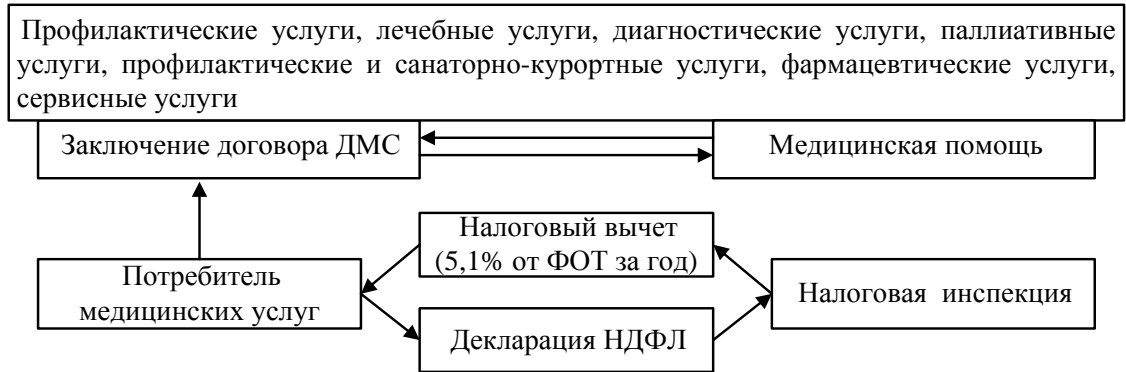 Профилактические услуги, лечебные услуги, диагностические услуги, паллиативные
услуги, профилактические и санаторно-курортные услуги, фармацевтические услуги,
сервисные услуги
Заключение договора ДМС
Медицинская помощь
Налоговый вычет
(5,1% от ФОТ за год)
Потребитель
медицинских услуг
Налоговая инспекция
Декларация НДФЛ